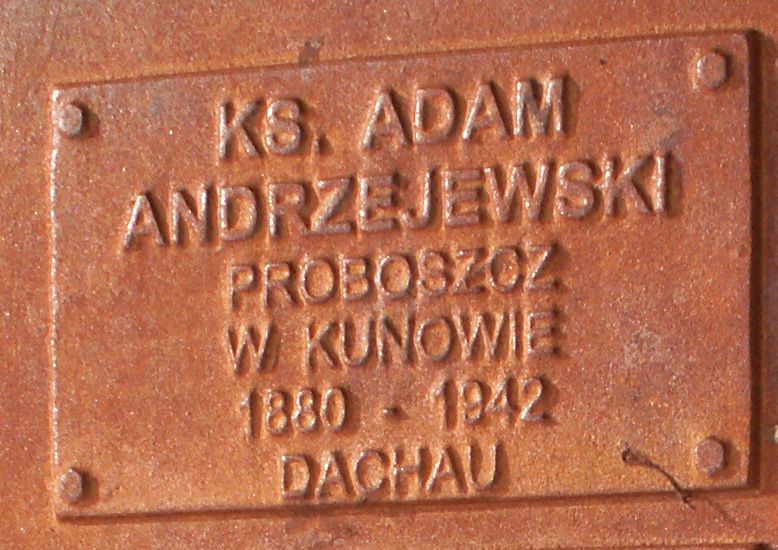 KS. ADAM
ANDRZEJEWSKI
PROBOSZCZ
W KUNOWIE
1880 - 1942
DACHAU